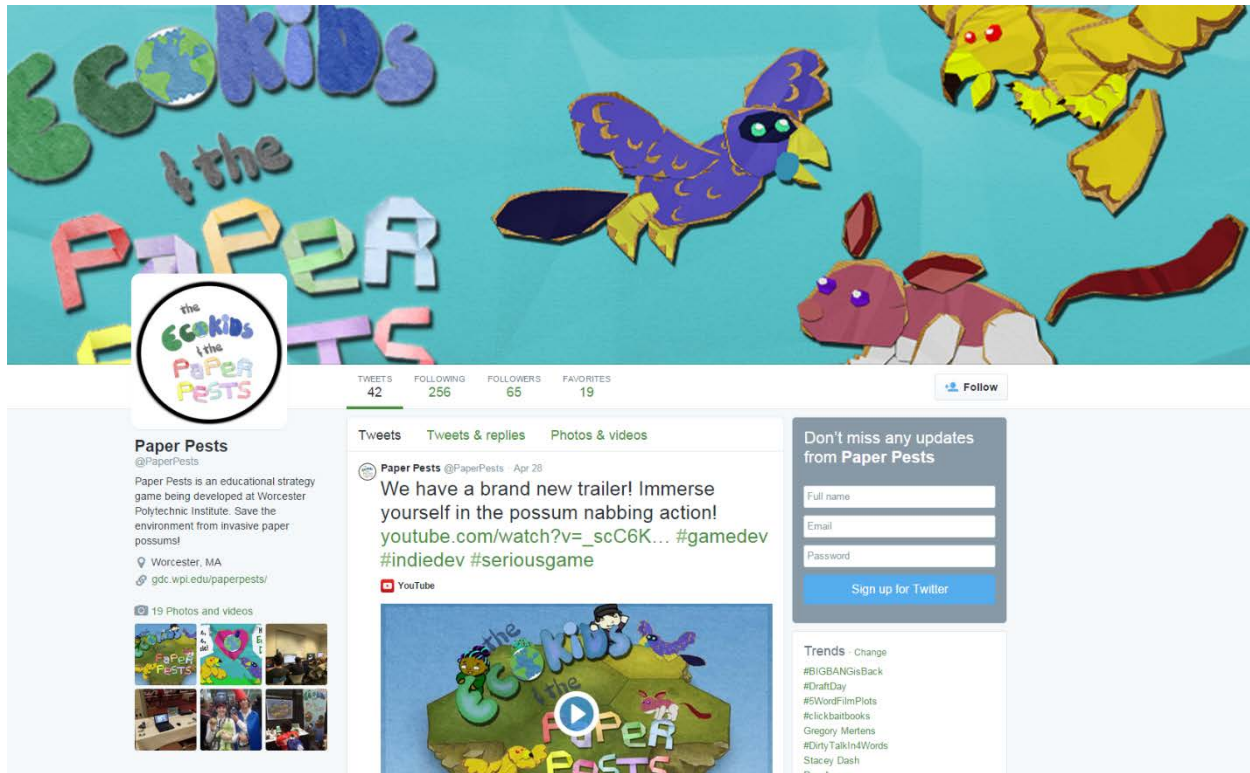 ECOKIDS
& the
PAPER
the
ECOKIDS
& the
PAPER
PESTS
TWEETS
42
FOLLOWING
256
FOLLOWERS
65
FAVORITES
19
Follow
Paper Pests
@PaperPests
Paper Pests is an educational strategy
game being developed at Worcester
Polytechnic Institute. Save the
environment from invasive paper
possums!
Worcester, MA
gdc.wpi.edu/paperpests/
19 Photos and videos
Tweets Tweets & replies Photos & videos
Paper Pests @PaperPests · Apr 28
We have a brand new trailer! Immerse
yourself in the possum nabbing action!
youtube.com/watch?v=_scC6K... #gamedev
#indiedev #seriousgame
YouTube
the
ECOKIDS
& the
PAPER
PESTS
Don't miss any updates
from Paper Pests
Full name
Email
Password
Sign up for Twitter
Trends · Change
#BIGBANGisBack
#DraftDay
#5WordFilmPlots
#clickbaitbooks
Gregory Mertens
#DirtyTalkIn4Words
Stacey Dash